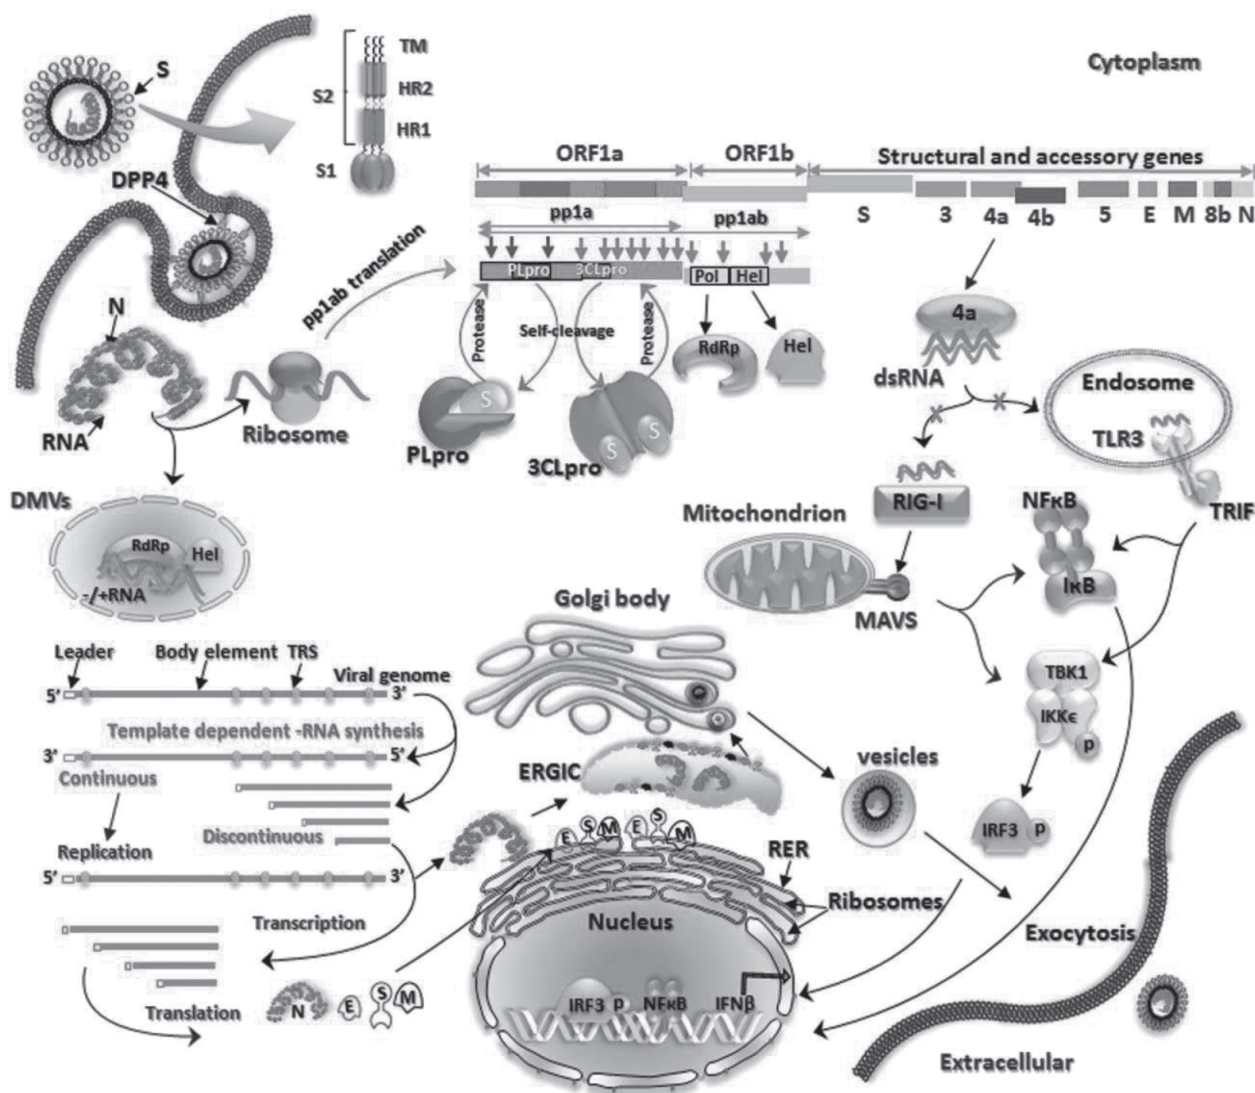 S
TM
S2
HR2
HR1
S1
Cytoplasm
DPP4
ORF1a
ORF1b
Structural and accessory genes
S
3
4a
4b
5
E
M
8b
N
pp1a
pp1ab
pp1ab translation
PLpro
3CLpro
Pol
Hel
Protease
Self-cleavage
Protease
RdRp
Hel
S
PLpro
S
S
3CLpro
N
RNA
Ribosome
4a
dsRNA
Endosome
TLR3
TRIF
RIG-I
NFκB
IκB
Mitochondrion
MAVS
TBK1
IKKϵ
p
IRF3
p
DMVs
RdRp
Hel
-/+RNA
Golgi body
Leader
Body element
TRS
Viral genome
5’
3’
Template dependent -RNA synthesis
3’
5’
Continuous
Discontinuous
Replication
5’
3’
Transcription
Translation
N
E
S
M
ERGIC
vesicles
E
S
M
E
S
M
RER
Ribosomes
Nucleus
IRF3
p
NFκB
IFNβ
Exocytosis
Extracellular